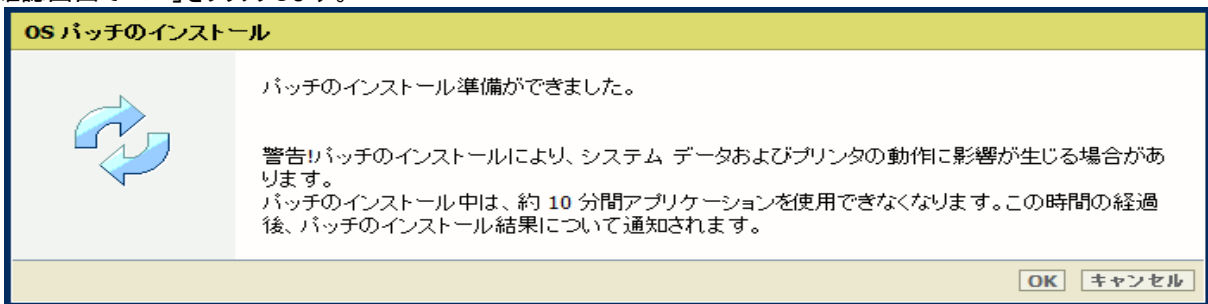 OS パッチのインストール
パッチのインストール準備ができました。
警告!パッチのインストールにより、システム データおよびプリンタの動作に影響が生じる場合があ
ります。
パッチのインストール中は、約 10 分間アプリケーションを使用できなくなります。この時間の経過
後、パッチのインストール結果について通知されます。
OK キャンセル